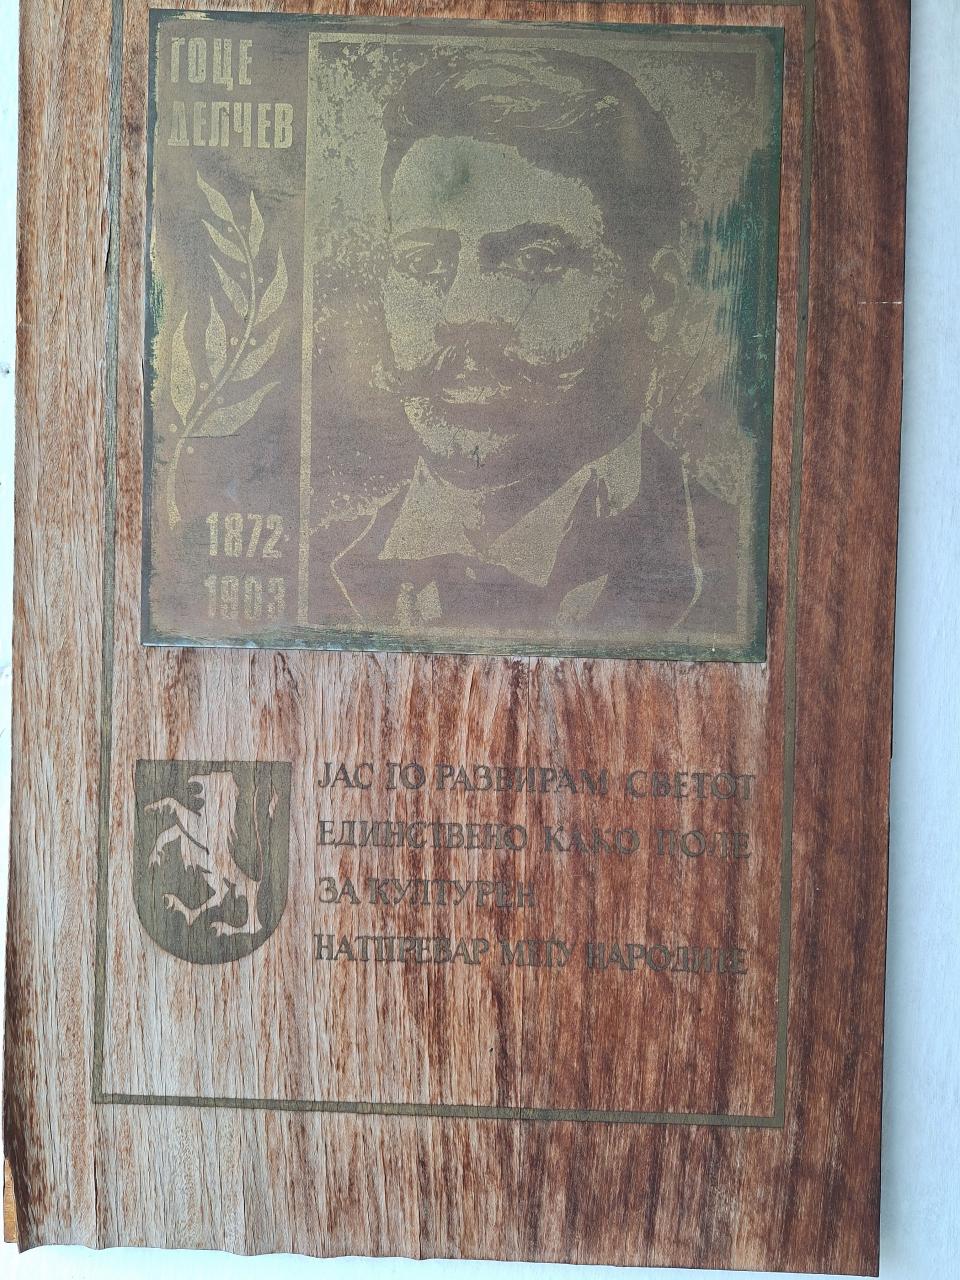 ГОЦЕ
ДЕЛЧЕВ
1872
1903
ЈАС ГО РАЗБИРАМ СВЕТОТ
ЕДИНСТВЕНО КАКО ПОЛЕ
ЗА КУЛТУРЕН
НАТПРЕВАР МЕЃУ НАРОДИТЕ